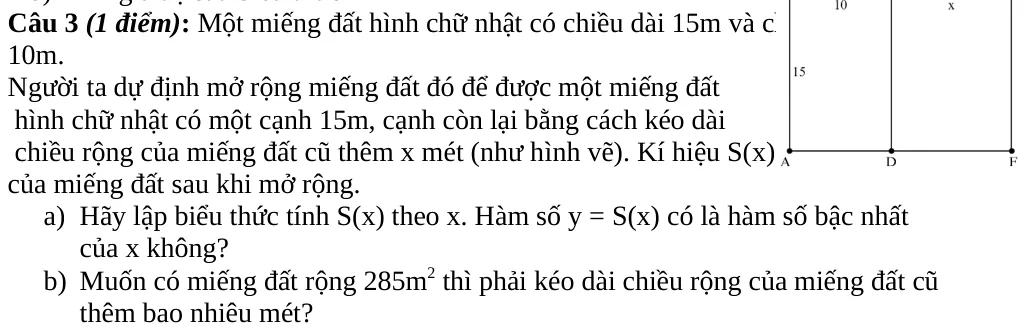 10 x
Câu 3 (1 điểm): Một miếng đất hình chữ nhật có chiều dài 15m và
10m.
15
Người ta dự định mở rộng miếng đất đó để được một miếng đất
hình chữ nhật có một cạnh 15m, cạnh còn lại bằng cách kéo dài
chiều rộng của miếng đất cũ thêm x mét (như hình vẽ). Kí hiệu S(x)
A D F
của miếng đất sau khi mở rộng.
a) Hãy lập biểu thức tính S(x) theo x. Hàm số y = S(x) có là hàm số bậc nhất
của x không?
b) Muốn có miếng đất rộng 285m² thì phải kéo dài chiều rộng của miếng đất cũ
thêm bao nhiêu mét?